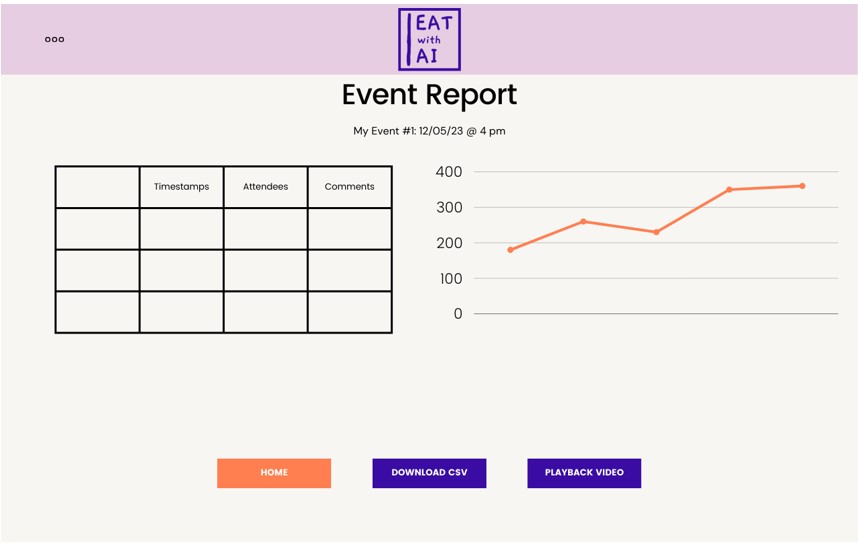 EAT
with
AI
Event Report
My Event #1: 12/05/23 @ 4 pm
Timestamps Attendees Comments
400
300
200
100
0
HOME DOWNLOAD CSV PLAYBACK VIDEO